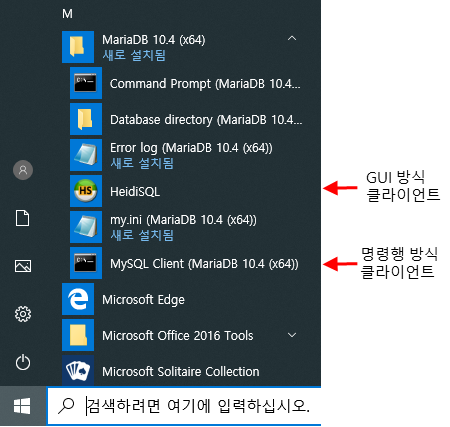 M
MariaDB 10.4 (x64)
새로 설치됨
Command Prompt (MariaDB 10.4...
Database directory (MariaDB 10.4...
Error log (MariaDB 10.4 (x64))
새로 설치됨
HS
HeidiSQL
GUI 방식
클라이언트
my.ini (MariaDB 10.4 (x64))
새로 설치됨
MySQL Client (MariaDB 10.4 (x64))
명령행 방식
클라이언트
Microsoft Edge
Microsoft Office 2016 Tools
Microsoft Solitaire Collection
검색하려면 여기에 입력하십시오.